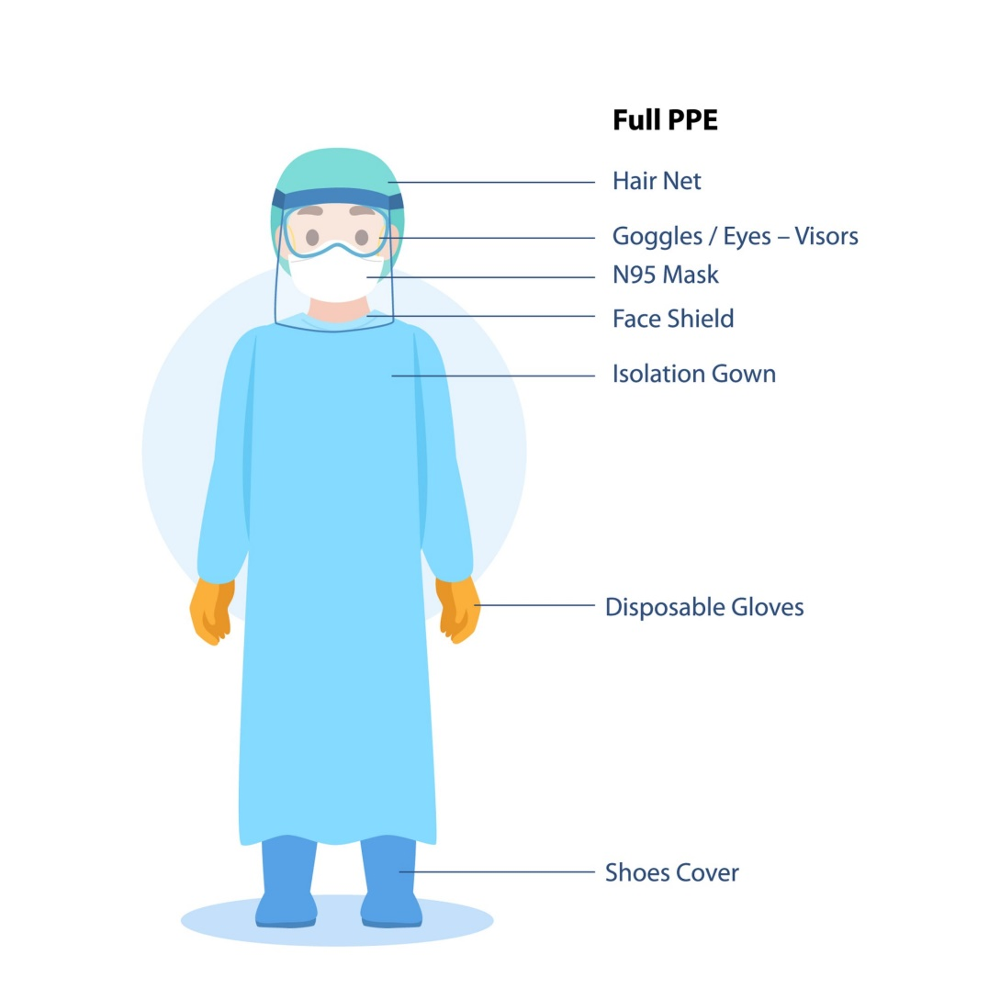 Full PPE
Hair Net
Goggles / Eyes – Visors
N95 Mask
Face Shield
Isolation Gown
Disposable Gloves
Shoes Cover